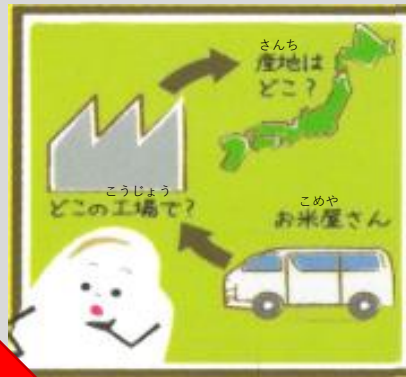 さんち
産地は
どこ?
こうじょう
どこの工場で?
こめや
お米屋さん